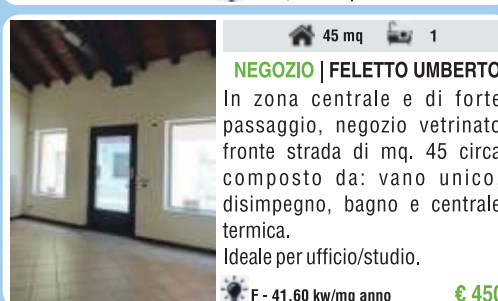 45 mq 1
NEGOZIO | FELETTO UMBERTO
In zona centrale e di forte
passaggio, negozio vetrinato
fronte strada di mq. 45 circa
composto da: vano unico,
disimpegno, bagno e centrale
termica.
Ideale per ufficio/studio.
F - 41,60 kw/mq anno € 450